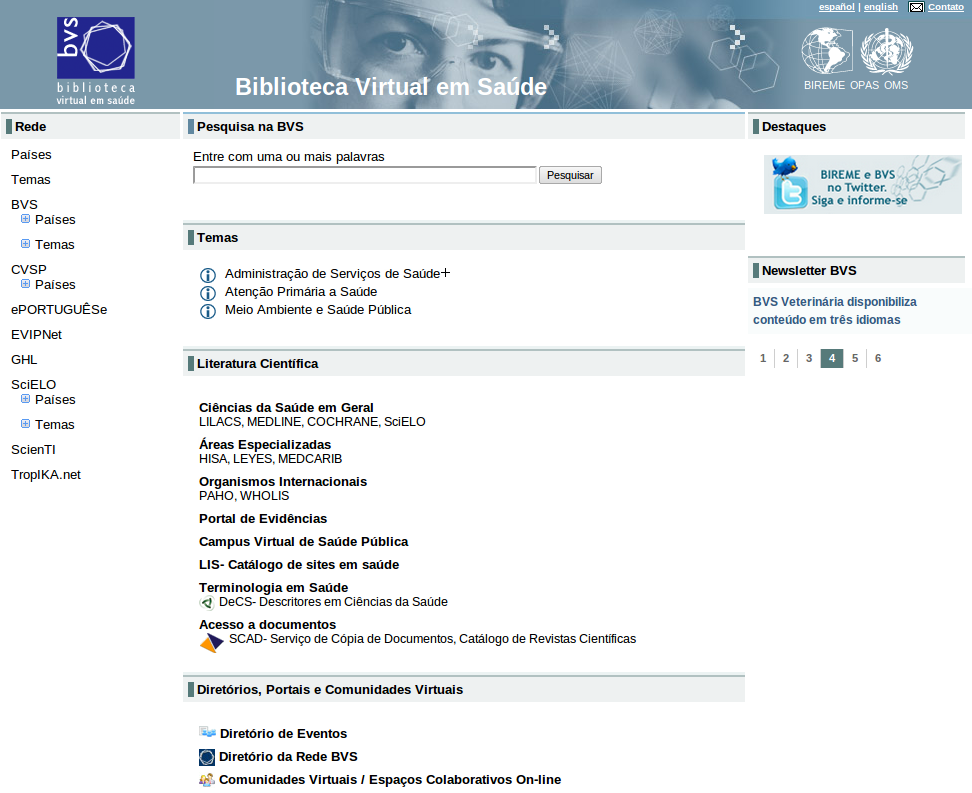 español | english Contato
bvs
biblioteca
virtual em saúde
Biblioteca Virtual em Saúde
BIREME OPAS OMS
Rede
Países
Temas
BVS
Países
Temas
CVSP
Países
ePORTUGUÊSe
EVIPNet
GHL
SciELO
Países
Temas
ScienTI
TropIKA.net
Pesquisa na BVS
Entre com uma ou mais palavras
Pesquisar
Temas
Administração de Serviços de Saúde+
Atenção Primária a Saúde
Meio Ambiente e Saúde Pública
Literatura Científica
Ciências da Saúde em Geral
LILACS, MEDLINE, COCHRANE, SciELO
Áreas Especializadas
HISA, LEYES, MEDCARIB
Organismos Internacionais
PAHO, WHOLIS
Portal de Evidências
Campus Virtual de Saúde Pública
LIS- Catálogo de sites em saúde
Terminologia em Saúde
DeCS- Descritores em Ciências da Saúde
Acesso a documentos
SCAD- Serviço de Cópia de Documentos, Catálogo de Revistas Científicas
Diretórios, Portais e Comunidades Virtuais
Diretório de Eventos
Diretório da Rede BVS
Comunidades Virtuais / Espaços Colaborativos On-line
Destaques
BIREME e BVS
no Twitter.
Siga e informe-se
Newsletter BVS
BVS Veterinária disponibiliza
conteúdo em três idiomas
1 2 3 4 5 6